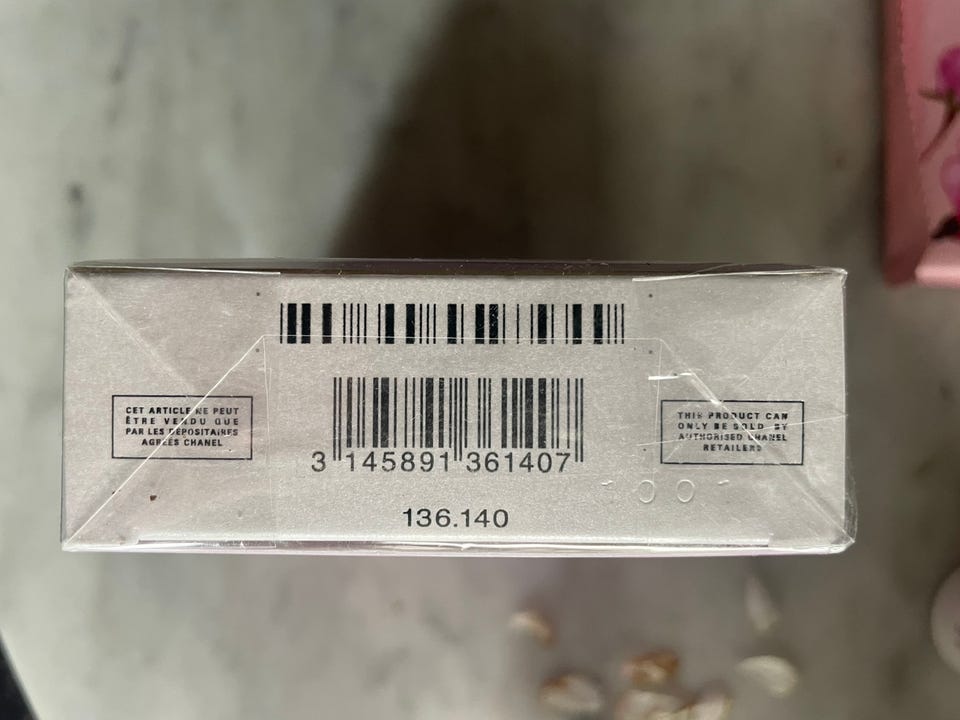 CET ARTICLE NE PEUT
ÊTRE VENDU QUE
PAR LES DÉPOSITAIRES
AGRÉÉS CHANEL
THIS PRODUCT CAN
ONLY BE SOLD BY
AUTHORISED CHANEL
RETAILERS
3 145891 361407
136.140